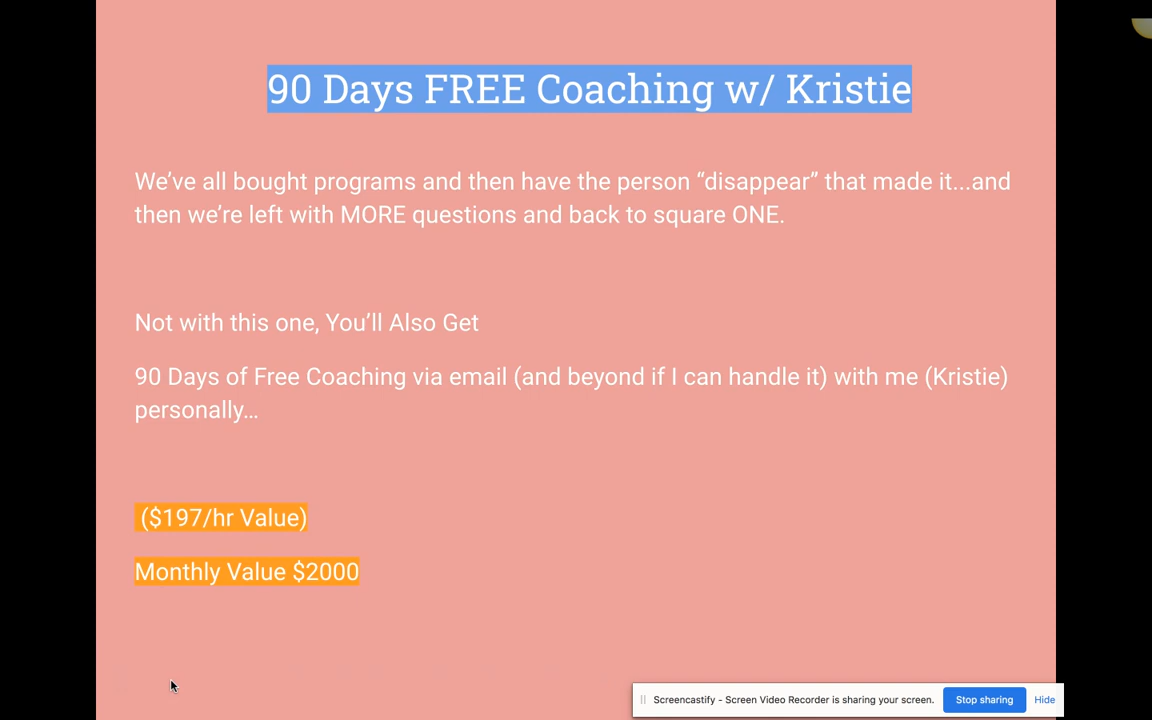 90 Days FREE Coaching w/ Kristie
We’ve all bought programs and then have the person “disappear” that made it...and
then we’re left with MORE questions and back to square ONE.
Not with this one, You’ll Also Get
90 Days of Free Coaching via email (and beyond if I can handle it) with me (Kristie)
personally…
($197/hr Value)
Monthly Value $2000
Screencastify - Screen Video Recorder is sharing your screen.
Stop sharing
Hide